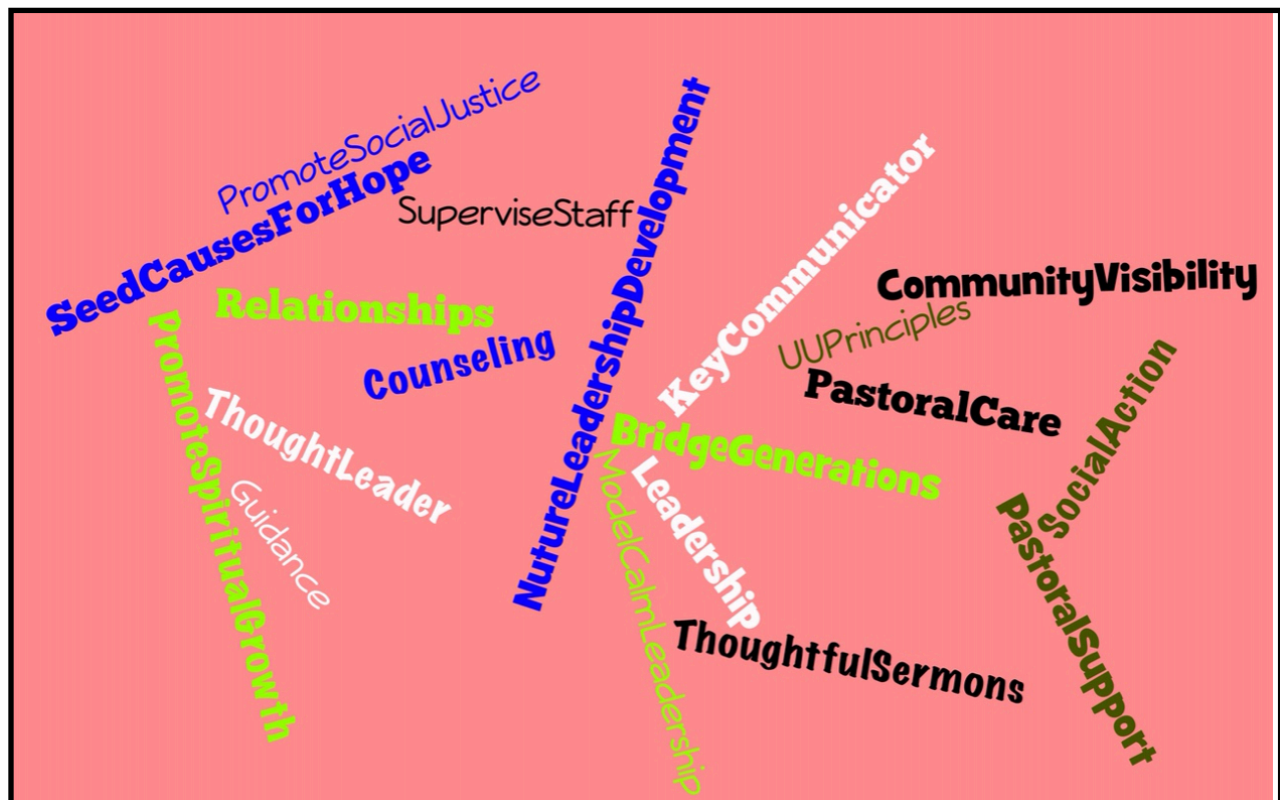 PromoteSocialJustice
SeedCausesForHope
SuperviseStaff
NutureLeadershipDevelopment
KeyCommunicator
CommunityVisibility
Relationships
UUPrinciples
Counseling
PastoralCare
SocialAction
PromoteSpiritualGrowth
ThoughtLeader
BridgeGenerations
Guidance
Leadership
ModelCalmLeadership
PastoralSupport
ThoughtfulSermons